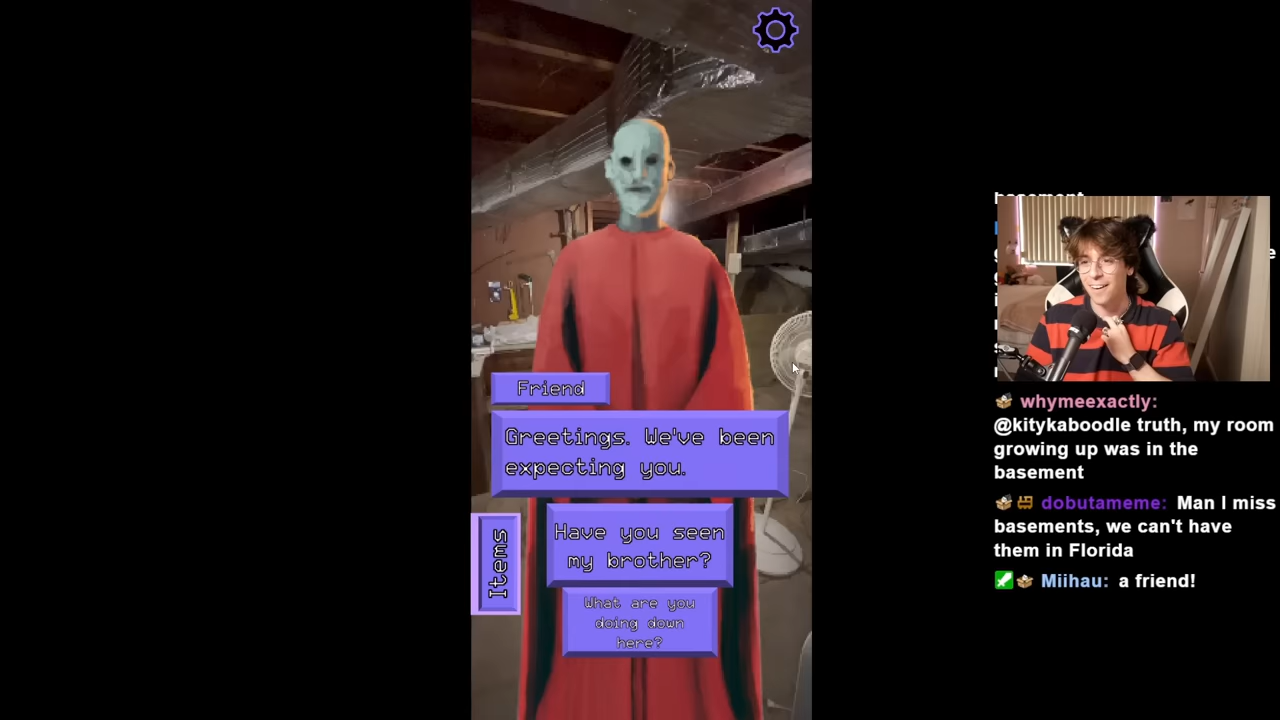 Friend
Greetings. We've been
expecting you.
Have you seen
my brother?
What are you
doing down
here?
Items
basement
whymeexactly:
@kitykaboodle truth, my room
growing up was in the
basement
dobutameme: Man I miss
basements, we can't have
them in Florida
Miihau: a friend!